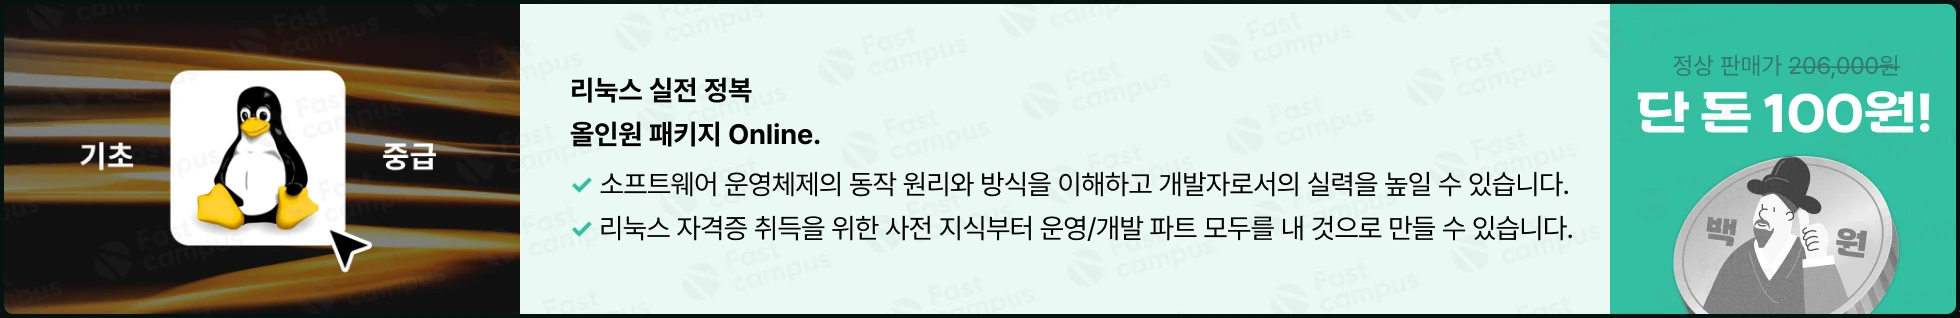 기초
중급
리눅스 실전 정복
올인원 패키지 Online.
소프트웨어 운영체제의 동작 원리와 방식을 이해하고 개발자로서의 실력을 높일 수 있습니다.
리눅스 자격증 취득을 위한 사전 지식부터 운영/개발 파트 모두를 내 것으로 만들 수 있습니다.
정상 판매가 206,000원
단 돈 100원!
백 원
Fast campus